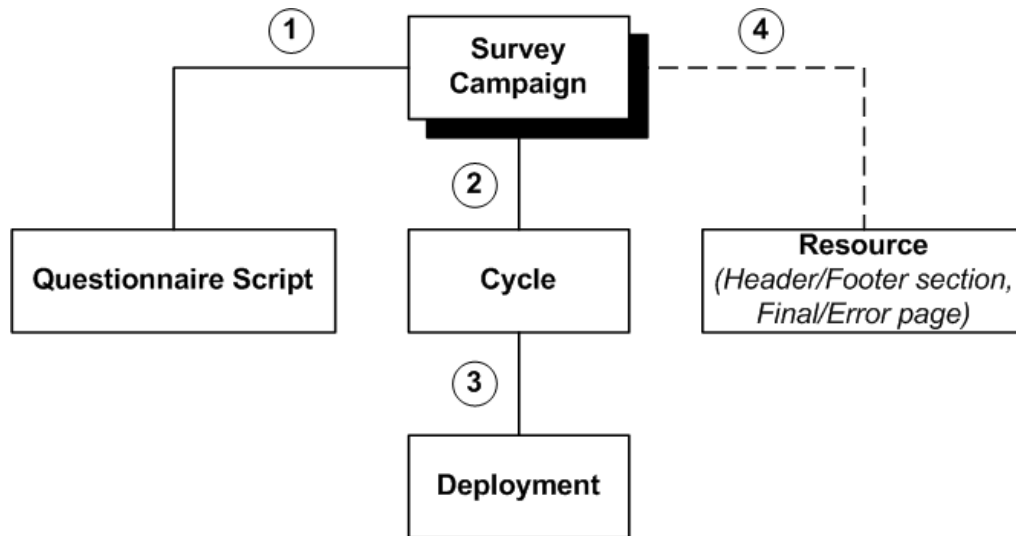 1
Survey
Campaign
4
2
Questionnaire Script
Cycle
Resource
(Header/Footer section,
Final/Error page)
3
Deployment